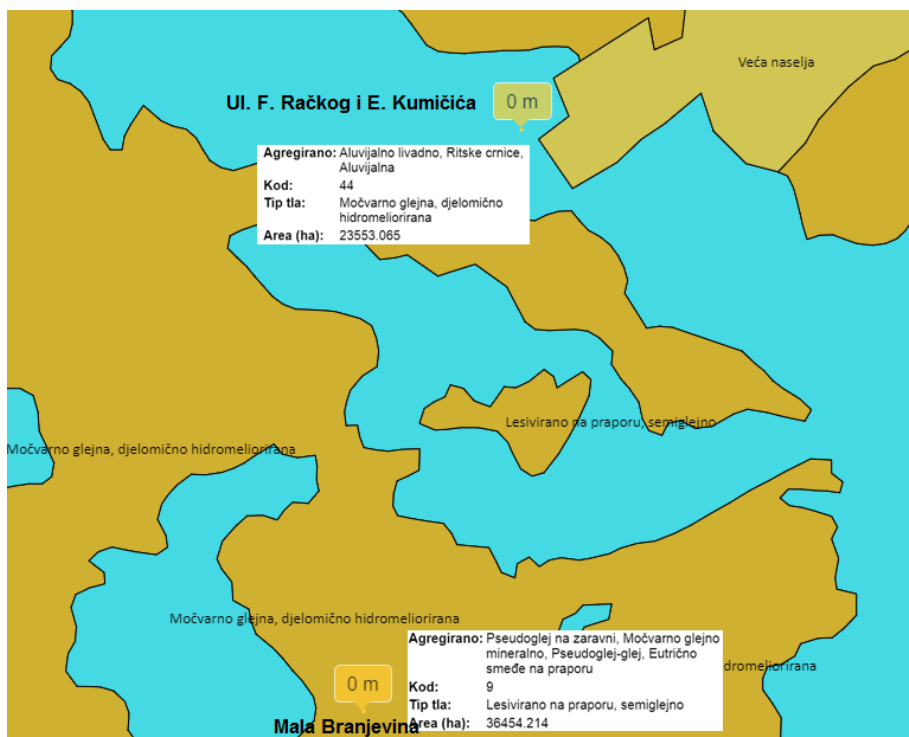 Veća naselja
Ul. F. Račkog i E. Kumičića
0 m
Agregirano: Aluvijalno livadno, Ritske crnice,
Aluvijalna
Kod: 44
Tip tla: Močvarno glejna, djelomično
hidromeliorirana
Area (ha): 23553.065
Lesivirano na praporu, semiglejno
Močvarno glejna, djelomično hidromeliorirana
Močvarno glejna, djelomično hidromeliorirana
Agregirano: Pseudoglej na zaravni, Močvarno glejno
mineralno, Pseudoglej-glej, Eutrično
smeđe na praporu
Kod: 9
Tip tla: Lesivirano na praporu, semiglejno
Area (ha): 36454.214
dromeliorirana
0 m
Mala Branjevina